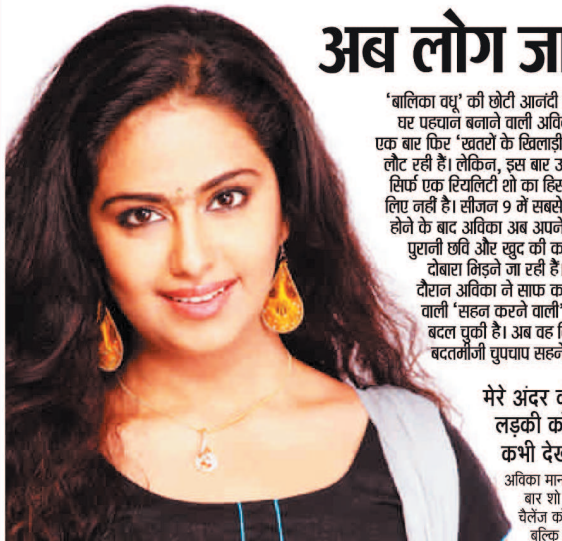 अब लोग जा
'बालिका वधू' की छोटी आनंदी
घर पहचान बनाने वाली अवि
एक बार फिर 'खतरों के खिलाड़ी
लौट रही हैं। लेकिन, इस बार उ
सिर्फ एक रियलिटी शो का हिस
लिए नहीं है। सीजन 9 में सबसे
होने के बाद अविका अब अपने
पुरानी छवि और खुद की क
दोबारा भिड़ने जा रही हैं।
दौरान अविका ने साफ क
वाली 'सहन करने वाली'
बदल चुकी है। अब वह
बदतमीजी चुपचाप सहने
मेरे अंदर व
लड़की क
कभी देख
अविका मान
बार शो
चैलेंज क
बल्कि